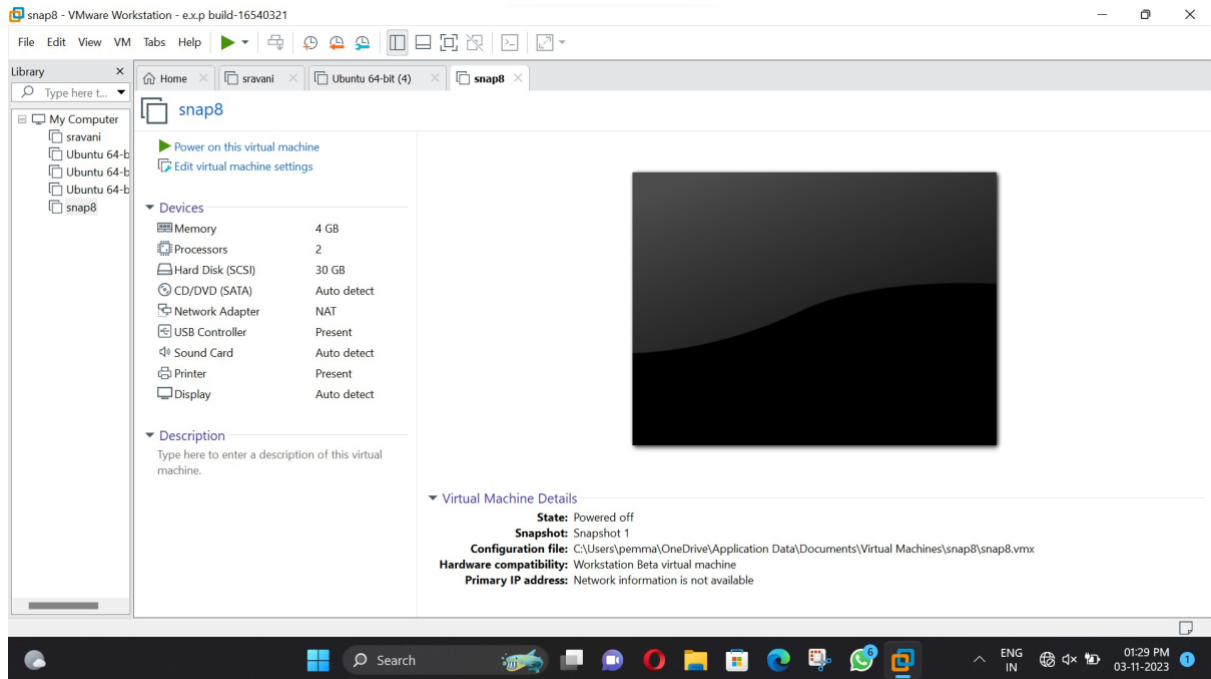 snap8 - VMware Workstation - e.x.p build-16540321
File Edit View VM Tabs Help
Library
Type here t...
My Computer
sravani
Ubuntu 64-b
Ubuntu 64-b
Ubuntu 64-b
snap8
Home
sravani
Ubuntu 64-bit (4)
snap8
snap8
Power on this virtual machine
Edit virtual machine settings
Devices
Memory 4 GB
Processors 2
Hard Disk (SCSI) 30 GB
CD/DVD (SATA) Auto detect
Network Adapter NAT
USB Controller Present
Sound Card Auto detect
Printer Present
Display Auto detect
Description
Type here to enter a description of this virtual
machine.
Virtual Machine Details
State: Powered off
Snapshot: Snapshot 1
Configuration file: C:\Users\pemma\OneDrive\Application Data\Documents\Virtual Machines\snap8\snap8.vmx
Hardware compatibility: Workstation Beta virtual machine
Primary IP address: Network information is not available
Search
6
ENG
IN
01:29 PM
03-11-2023
1